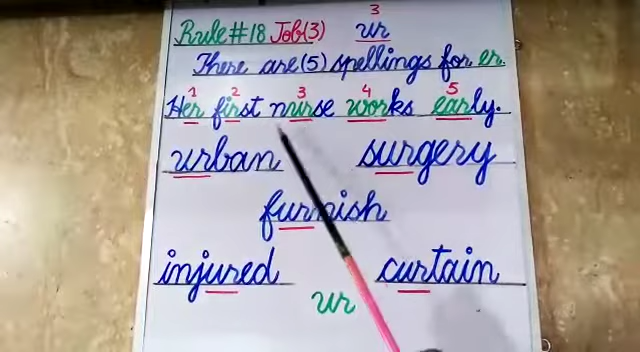 3
Rule #18 Job(3) ur
There are (5) spellings for er.
1 2 3 4 5
Her first nurse works early.
urban surgery
furnish
injured curtain
ur